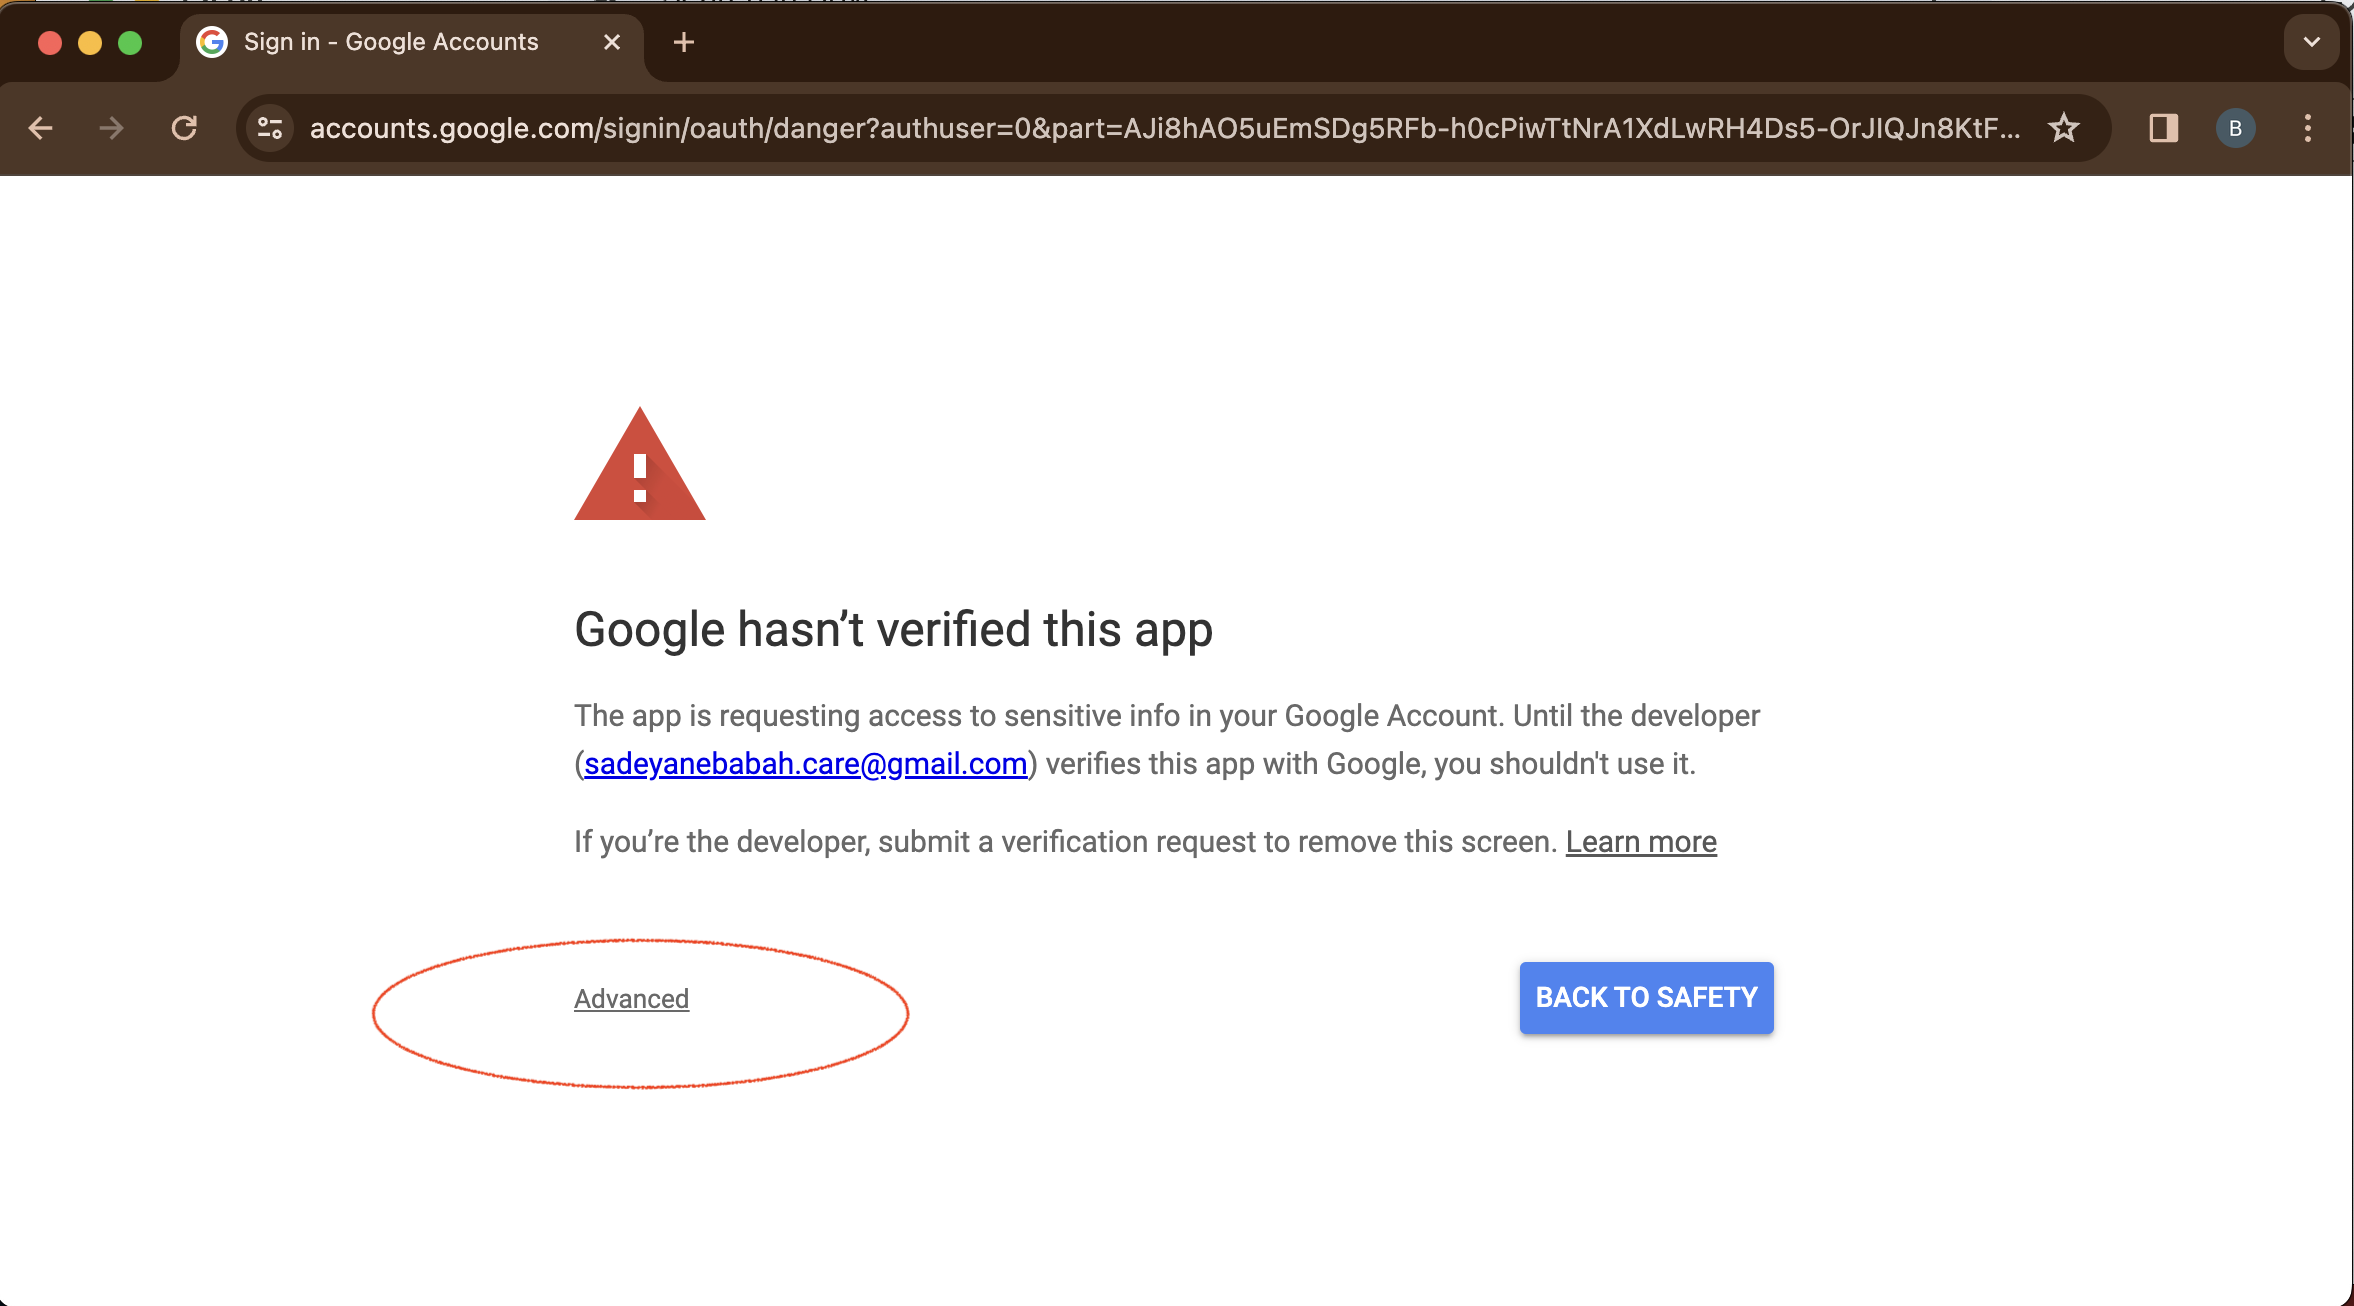 Sign in - Google Accounts
accounts.google.com/signin/oauth/danger?authuser=0&part=AJi8hAO5uEmSDg5RFb-h0cPiwTtNrA1XdLwRH4Ds5-OrJIQJn8KtF...
B
!
Google hasn’t verified this app
The app is requesting access to sensitive info in your Google Account. Until the developer
(sadeyanebabah.care@gmail.com) verifies this app with Google, you shouldn't use it.
If you’re the developer, submit a verification request to remove this screen. Learn more
Advanced
BACK TO SAFETY